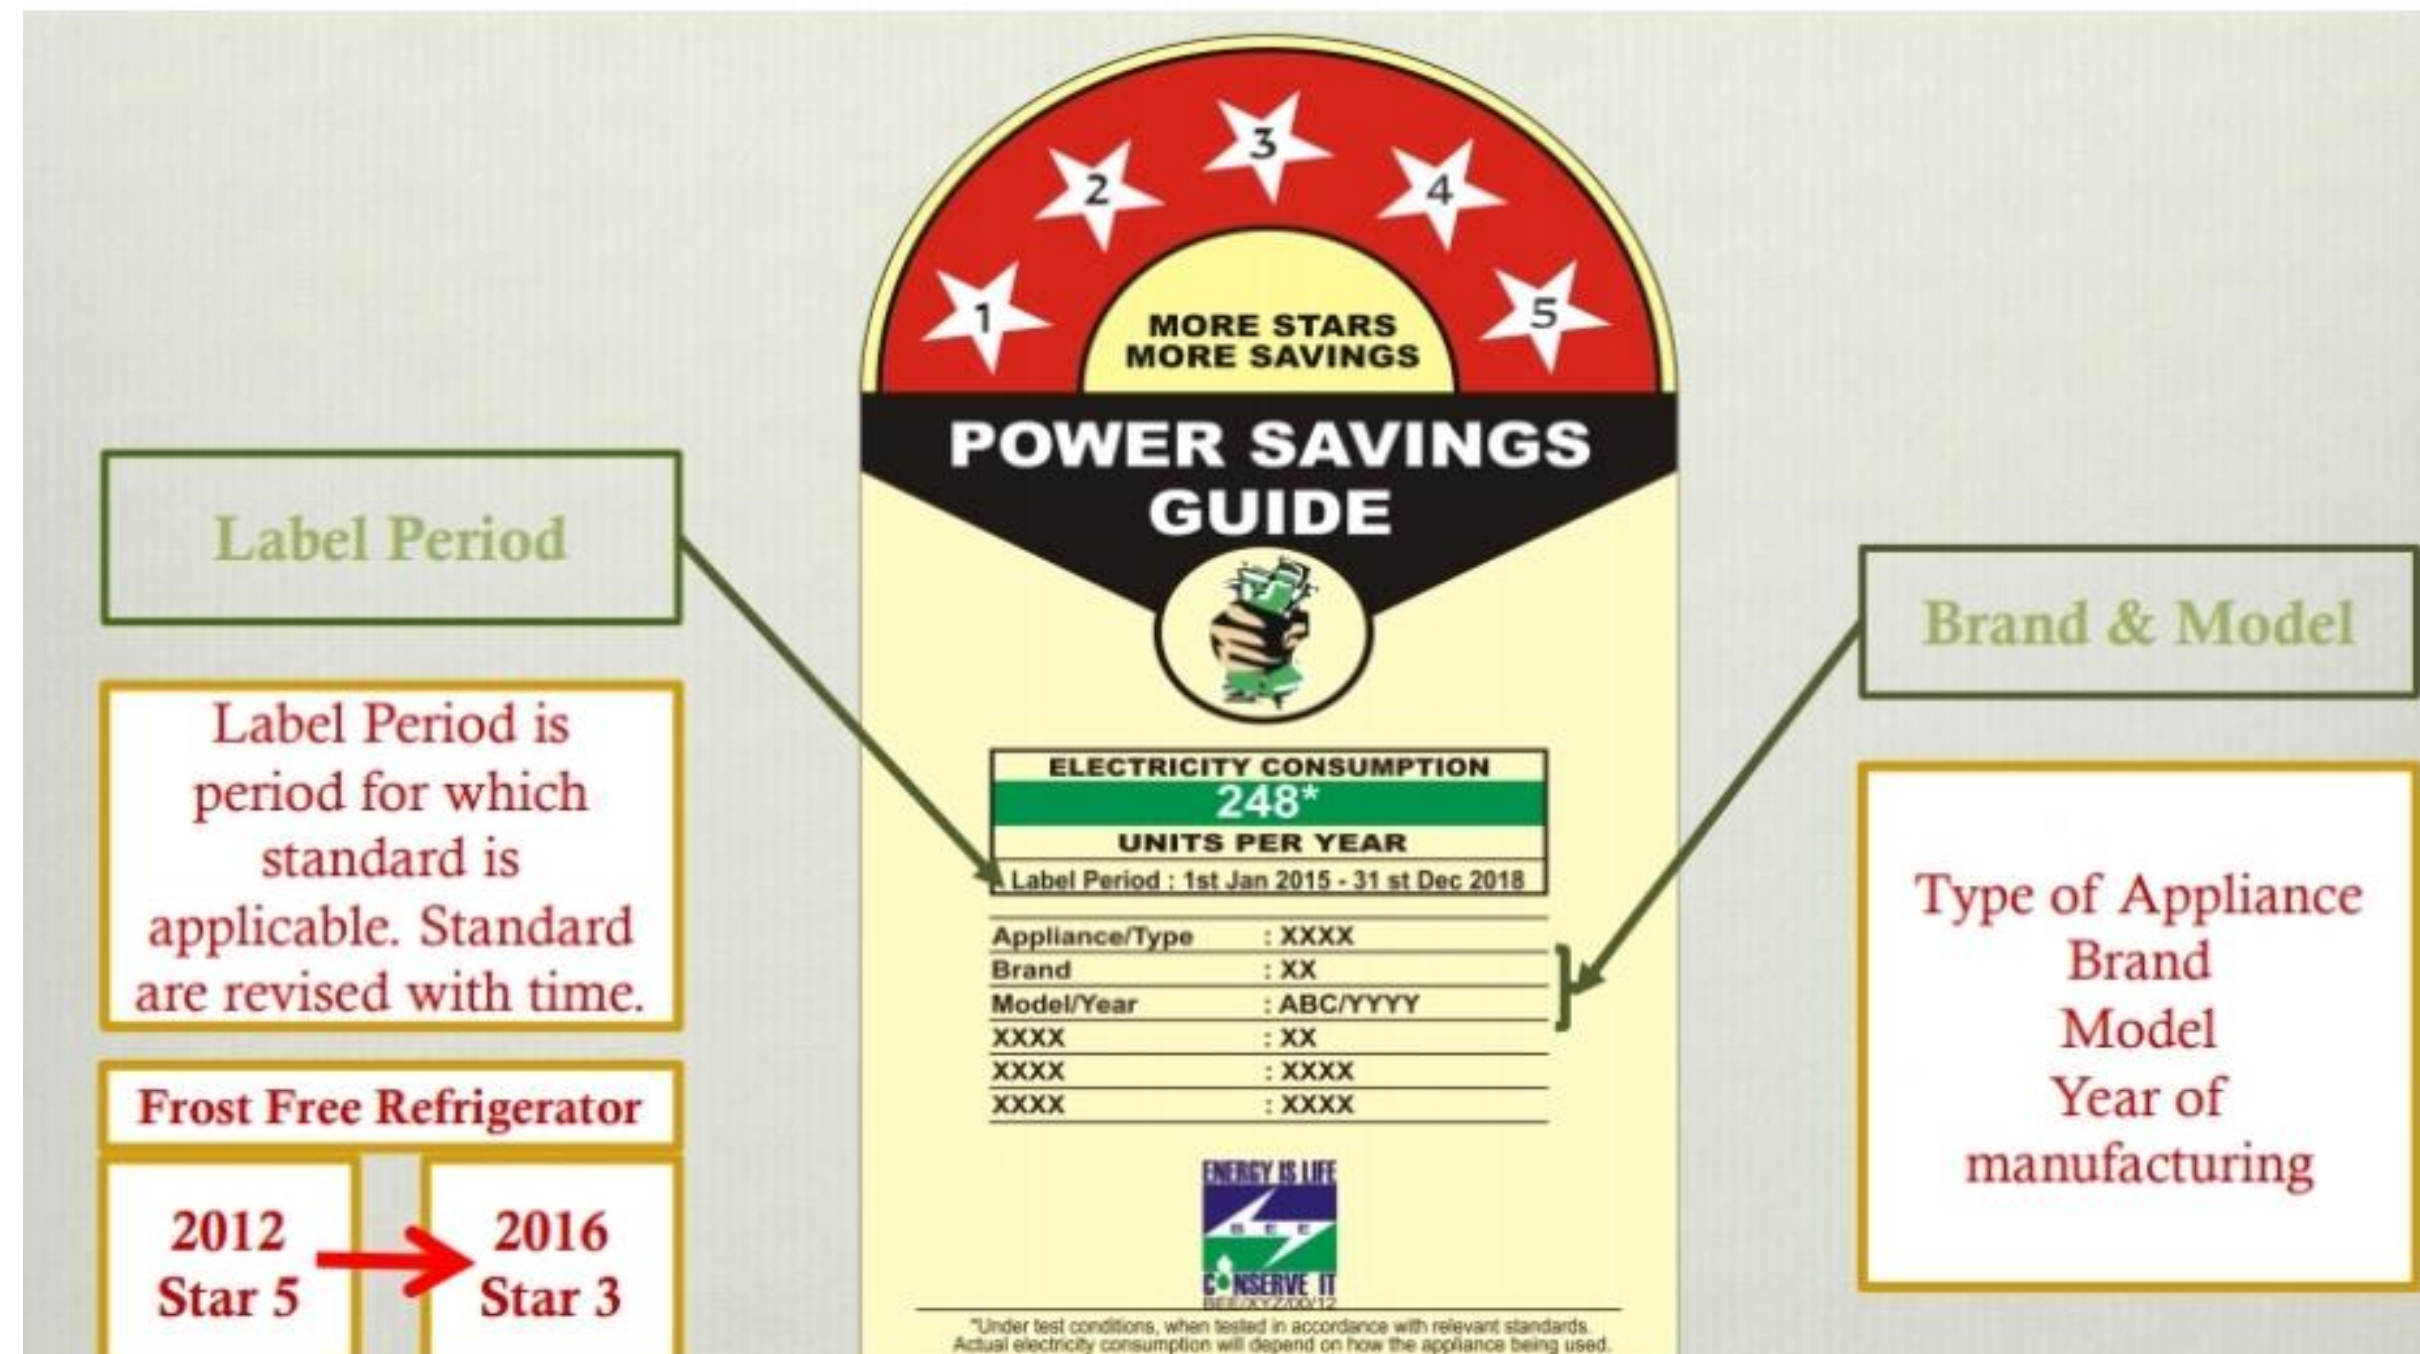 1
2
3
4
5
MORE STARS
MORE SAVINGS
POWER SAVINGS
GUIDE
Label Period
Label Period is
period for which
standard is
applicable. Standard
are revised with time.
Frost Free Refrigerator
2012
Star 5
2016
Star 3
ELECTRICITY CONSUMPTION
248*
UNITS PER YEAR
Label Period : 1st Jan 2015 - 31 st Dec 2018
Appliance/Type : XXXX
Brand : XX
Model/Year : ABC/YYYY
XXXX : XX
XXXX : XXXX
XXXX : XXXX
ENERGY IS LIFE
BEE
CONSERVE IT
BEE/XYZ/00/12
*Under test conditions, when tested in accordance with relevant standards.
Actual electricity consumption will depend on how the appliance being used.
Brand & Model
Type of Appliance
Brand
Model
Year of
manufacturing